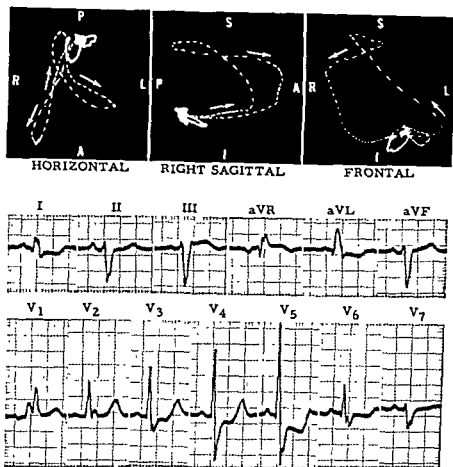 P S S
R L P A R L
A I I
HORIZONTAL RIGHT SAGITTAL FRONTAL
I II III aVR aVL aVF
V1 V2 V3 V4 V5 V6 V7